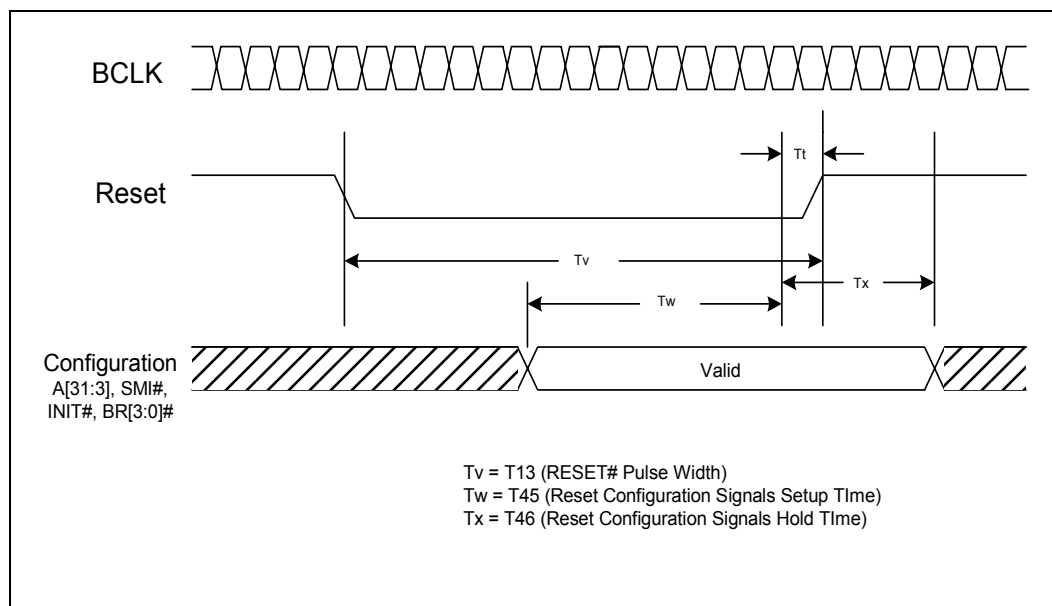 BCLK
Tt
Reset
Tv
Tx
Tw
Configuration
A[31:3], SMI#,
INIT#, BR[3:0]#
Valid
Tv = T13 (RESET# Pulse Width)
Tw = T45 (Reset Configuration Signals Setup TIme)
Tx = T46 (Reset Configuration Signals Hold TIme)